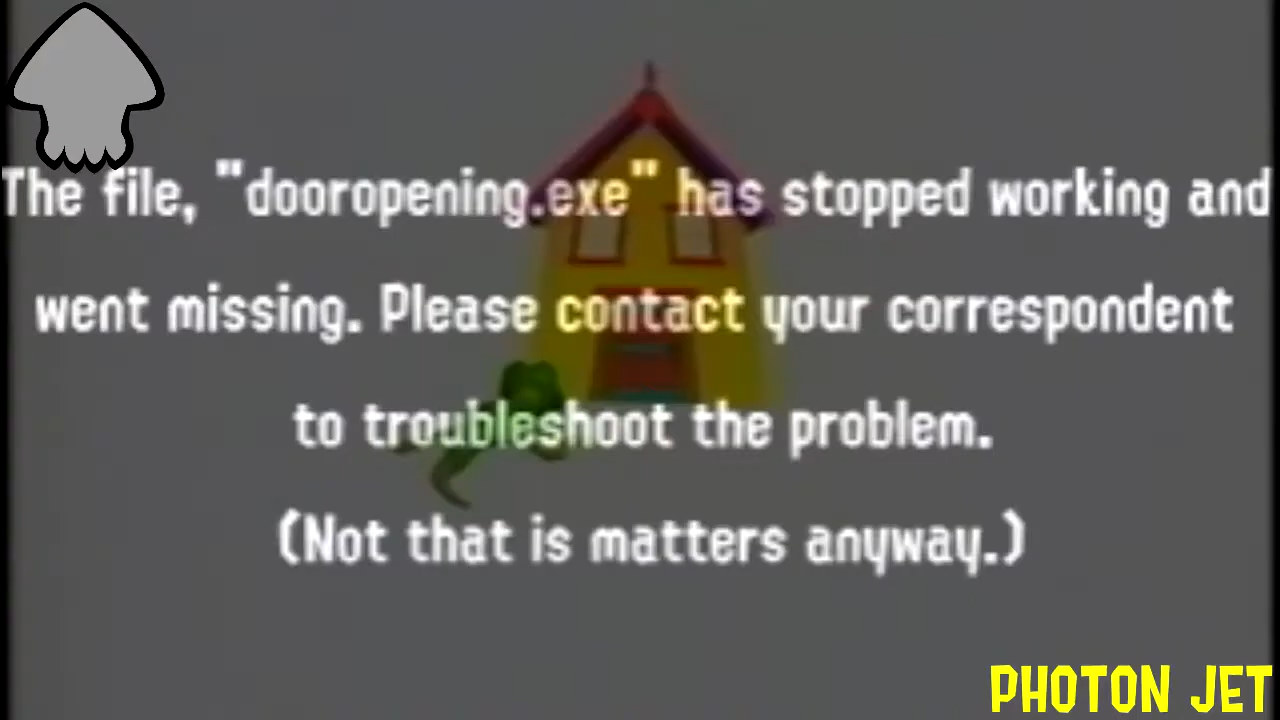 The file, "dooropening.exe" has stopped working and
went missing. Please contact your correspondent
to troubleshoot the problem.
(Not that is matters anyway.)
PHOTON JET